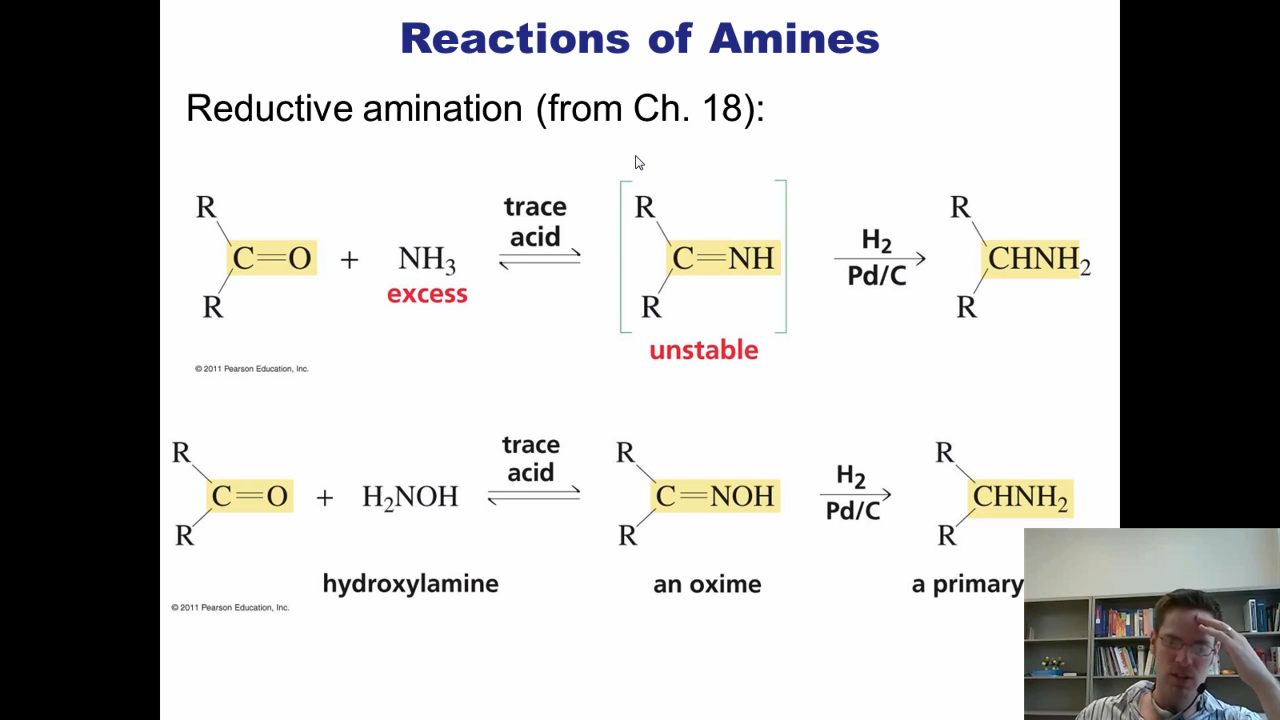 Reactions of Amines
Reductive amination (from Ch. 18):
R
C=O
R
+
NH₃
excess
trace
acid
R
C=NH
R
unstable
H₂
Pd/C
R
CHNH₂
R
© 2011 Pearson Education, Inc.
R
C=O
R
+
H₂NOH
hydroxylamine
trace
acid
R
C=NOH
R
an oxime
H₂
Pd/C
R
CHNH₂
R
a primary
© 2011 Pearson Education, Inc.